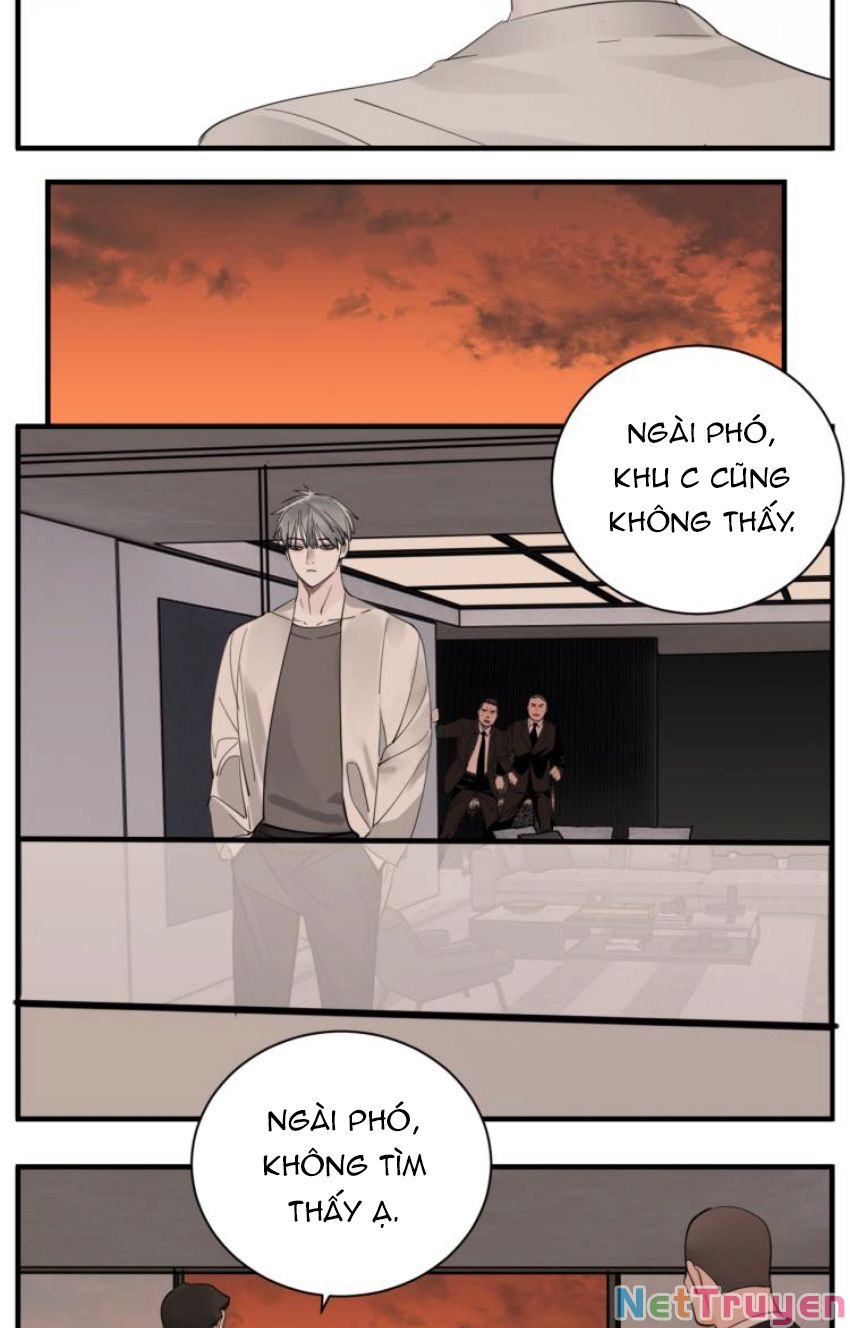 NGÀI PHÓ,
KHU C CŨNG
KHÔNG THẤY.
NGÀI PHÓ,
KHÔNG TÌM
THẤY Ạ.
NetTruyen